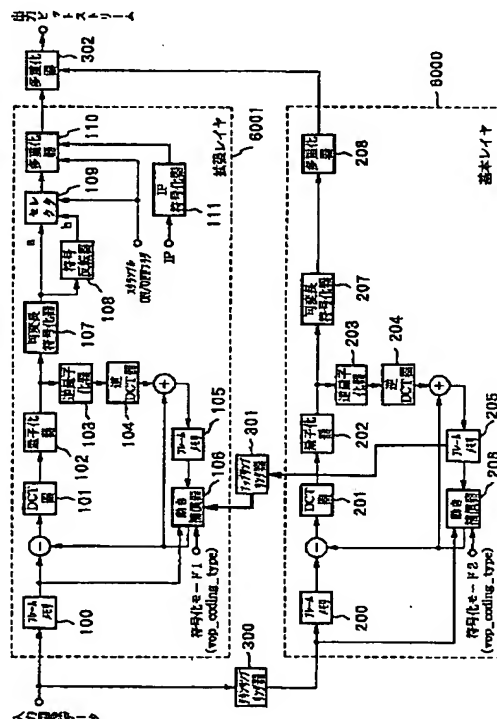 出力
ビットストリーム
302
多重化
器
6001
拡張レイヤ
110
多重化
器
109
セレ
クタ
a
b
111
IP
符号化器
IP
スクランブル
ON/OFFフラグ
符号
反転器
108
107
可変長
符号化器
102
量子化
器
逆量子
化器
103
逆
DCT器
104
+
105
フレーム
メモリ
106
動き
補償器
101
DCT
器
-
100
フレーム
メモリ
符号化モード1
(vop_coding_type)
301
アップサンプ
リング器
300
ダウンサンプ
リング器
入力画像データ
6000
基本レイヤ
208
多重化
器
207
可変長
符号化器
203
逆量子
化器
204
逆
DCT器
202
量子化
器
201
DCT
器
-
+
205
フレーム
メモリ
206
動き
補償器
200
フレーム
メモリ
符号化モード2
(vop_coding_type)